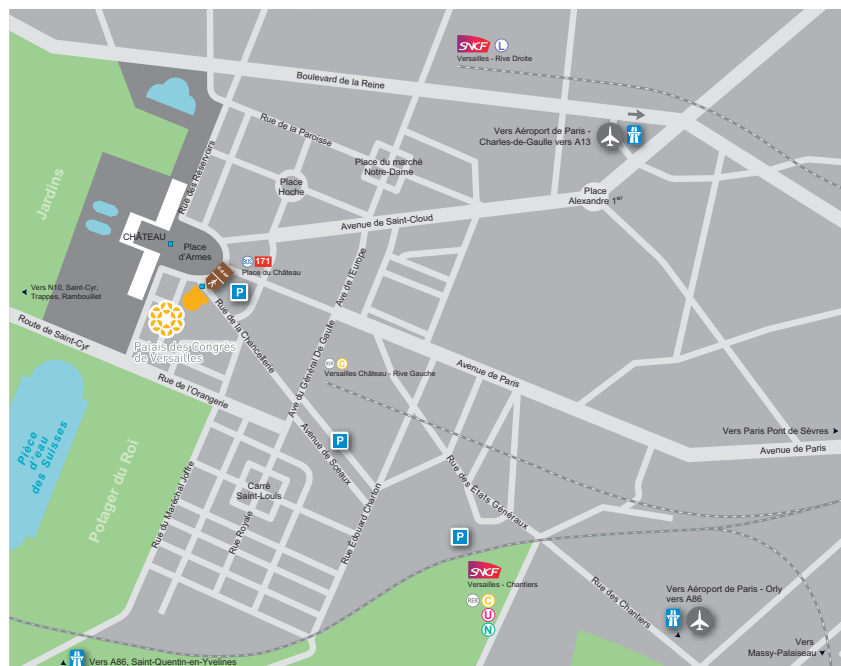 SNCF L
Versailles - Rive Droite
Boulevard de la Reine
Vers Aéroport de Paris -
Charles-de-Gaulle vers A13
Rue de la Paroisse
Place du marché
Notre-Dame
Place
Hoche
Place
Alexandre 1er
Rue des Réservoirs
Jardins
Avenue de Saint-Cloud
CHÂTEAU
Place
d'Armes
BUS 171
Place du Château
Ave de l'Europe
Vers N10, Saint-Cyr,
Trappes, Rambouillet
P
Route de Saint-Cyr
Palais des Congrès
de Versailles
Rue de la Chancellerie
Ave du Général De Gaulle
RER C
Versailles Château - Rive Gauche
Avenue de Paris
Rue de l'Orangerie
Vers Paris Pont de Sèvres
Avenue de Paris
Pièce
d'eau
des Suisses
Potager du Roi
P
Avenue de Sceaux
Rue du Maréchal Joffre
Carré
Saint-Louis
Rue Royale
Rue Édouard Charton
Rue des États Généraux
P
SNCF
Versailles - Chantiers
RER C
U
N
Rue des Chantiers
Vers Aéroport de Paris - Orly
vers A86
Vers
Massy-Palaiseau
Vers A86, Saint-Quentin-en-Yvelines